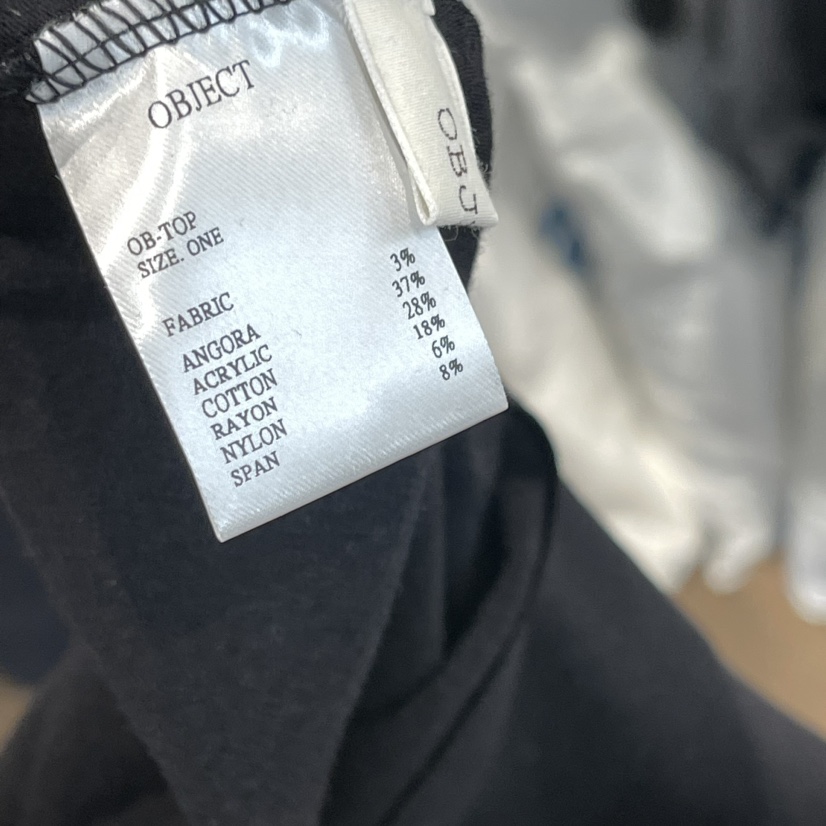 OBJECT
OBJ
OB-TOP
SIZE. ONE
FABRIC
ANGORA 3%
ACRYLIC 37%
COTTON 28%
RAYON 18%
NYLON 6%
SPAN 8%